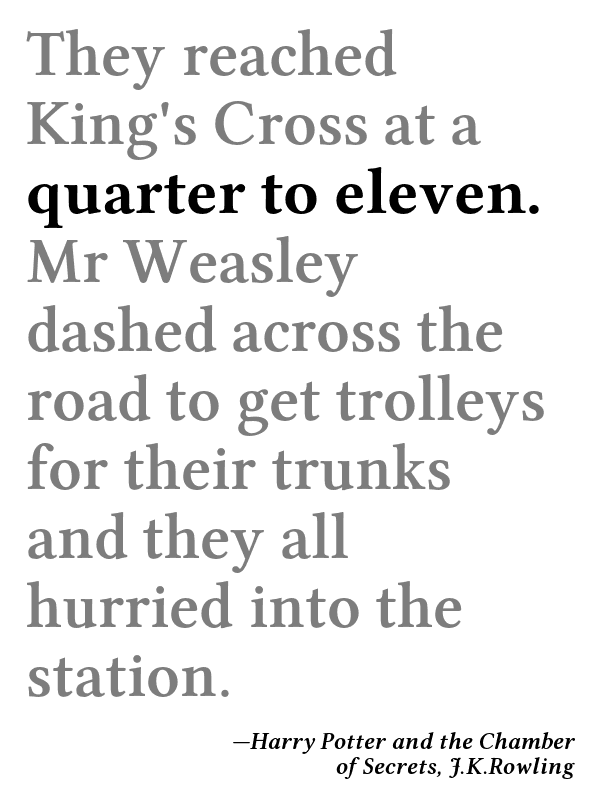 They reached
King's Cross at a
quarter to eleven.
Mr Weasley
dashed across the
road to get trolleys
for their trunks
and they all
hurried into the
station.
—Harry Potter and the Chamber
of Secrets, J.K.Rowling